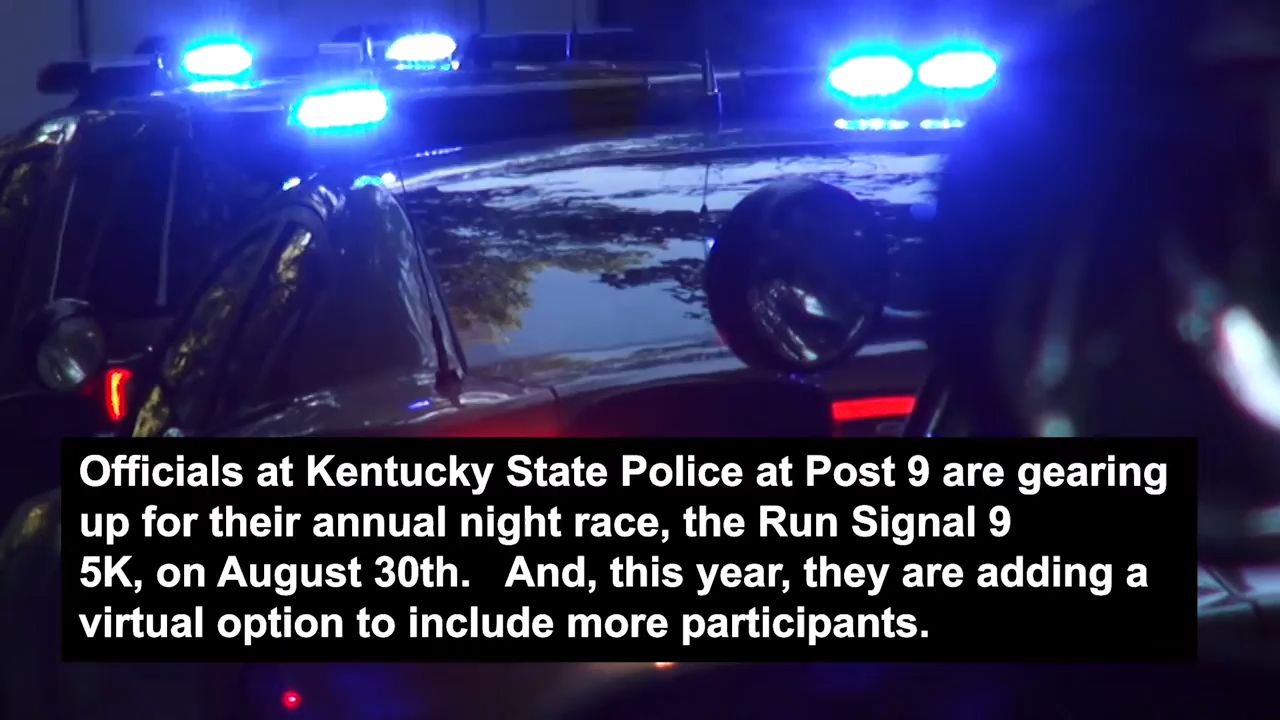 Officials at Kentucky State Police at Post 9 are gearing
up for their annual night race, the Run Signal 9
5K, on August 30th.   And, this year, they are adding a
virtual option to include more participants.